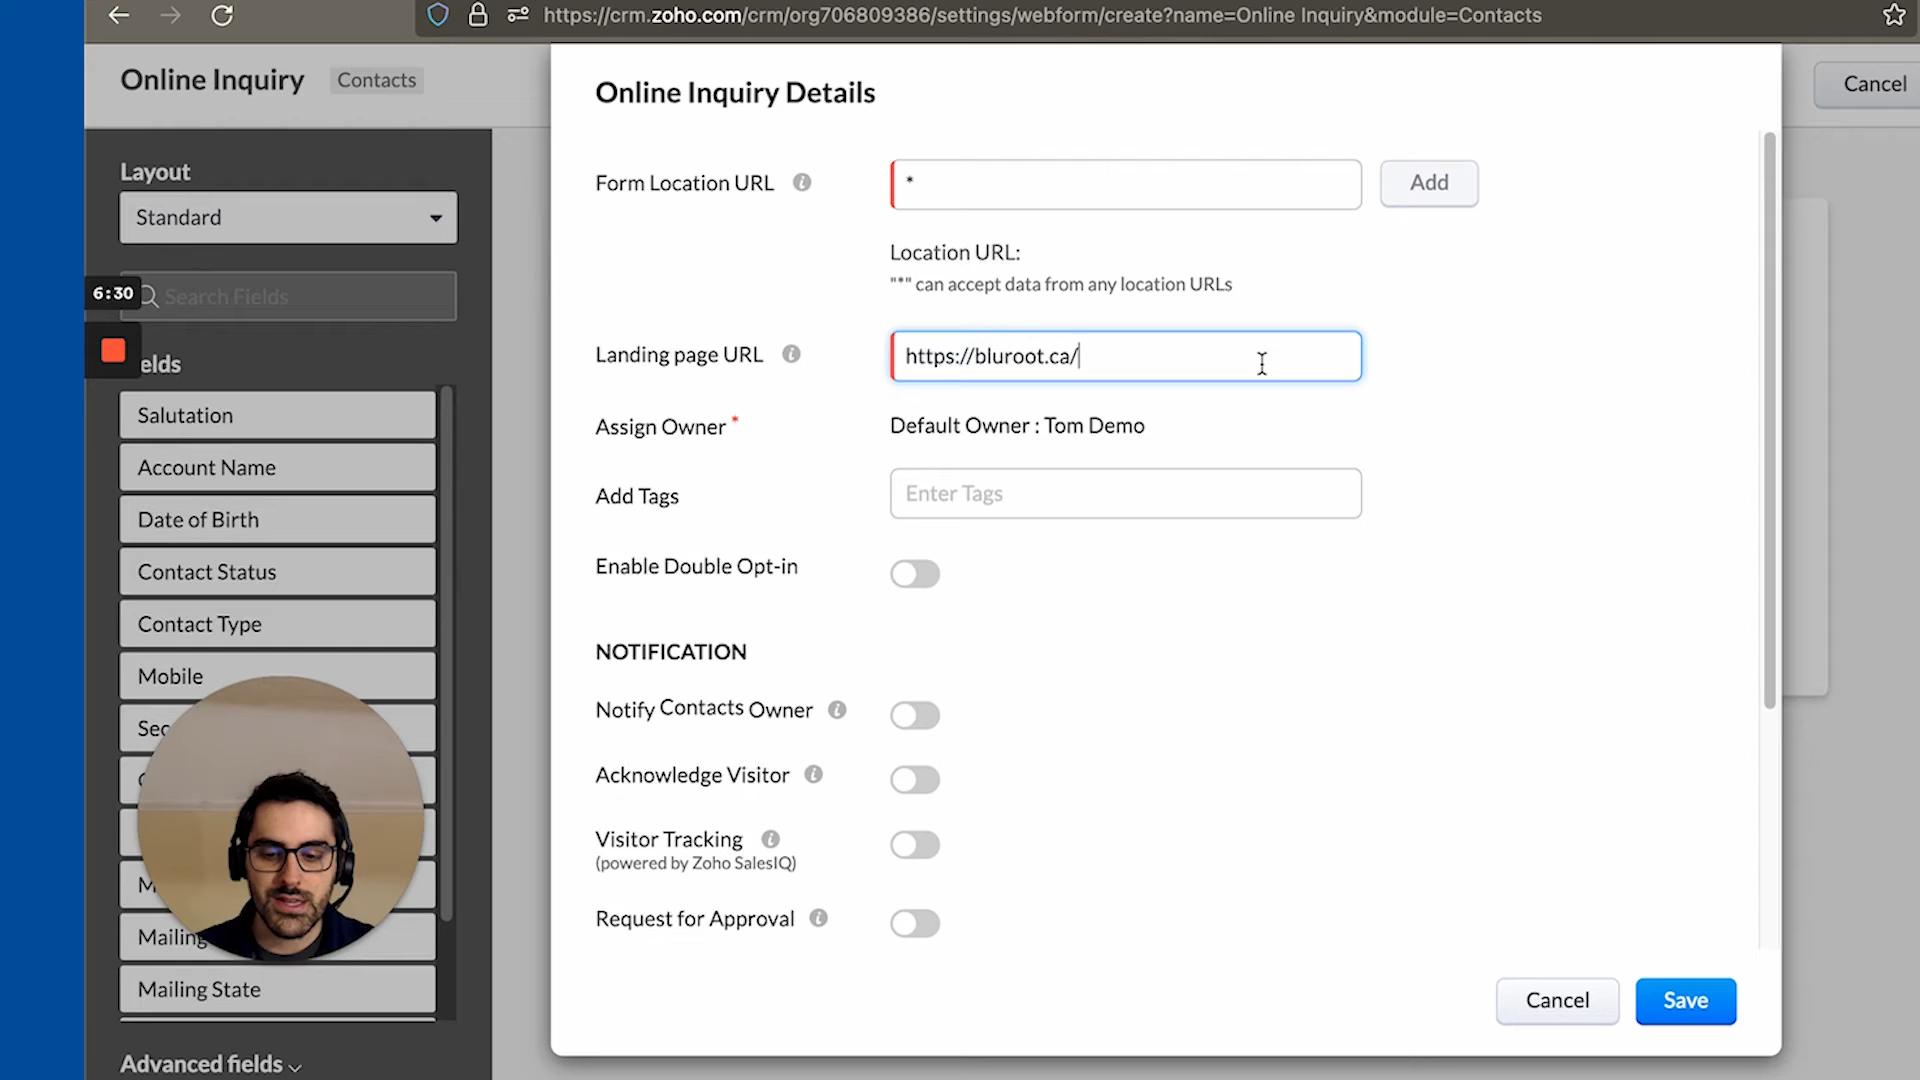 https://crm.zoho.com/crm/org706809386/settings/webform/create?name=Online Inquiry&module=Contacts
Online Inquiry
Contacts
Cancel
Layout
Standard
6:30
Search Fields
elds
Salutation
Account Name
Date of Birth
Contact Status
Contact Type
Mobile
Sec
M
Mailing
Mailing State
Advanced fields
Online Inquiry Details
Form Location URL
*
Add
Location URL:
"*" can accept data from any location URLs
Landing page URL
https://bluroot.ca/
Assign Owner *
Default Owner : Tom Demo
Add Tags
Enter Tags
Enable Double Opt-in
NOTIFICATION
Notify Contacts Owner
Acknowledge Visitor
Visitor Tracking
(powered by Zoho SalesIQ)
Request for Approval
Cancel
Save